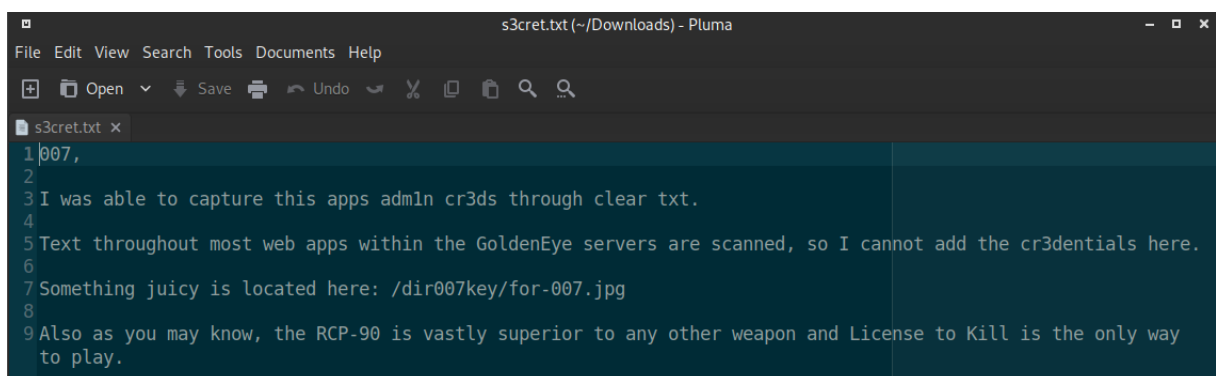 s3cret.txt (~/Downloads) - Pluma
File Edit View Search Tools Documents Help
Open Save Undo
s3cret.txt
1 007,
2
3 I was able to capture this apps adm1n cr3ds through clear txt.
4
5 Text throughout most web apps within the GoldenEye servers are scanned, so I cannot add the cr3dentials here.
6
7 Something juicy is located here: /dir007key/for-007.jpg
8
9 Also as you may know, the RCP-90 is vastly superior to any other weapon and License to Kill is the only way
to play.